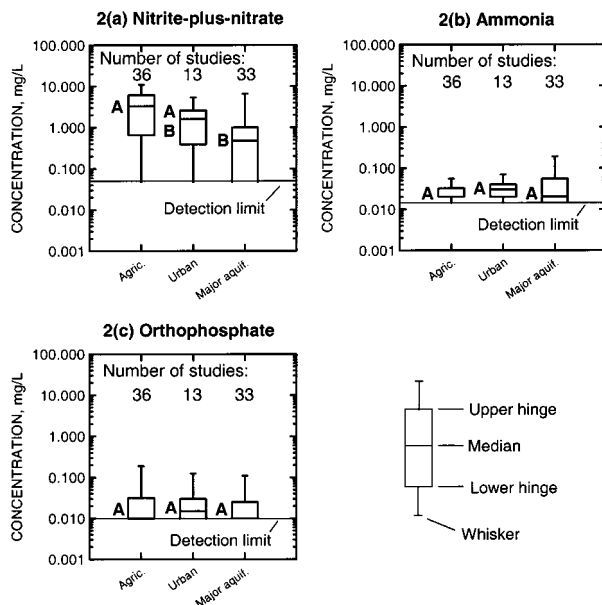 2(a) Nitrite-plus-nitrate
CONCENTRATION, mg/L
100.000
10.000
1.000
0.100
0.010
0.001
Number of studies:
36 13 33
A A B B
Detection limit
Agric. Urban Major aquif.
2(b) Ammonia
CONCENTRATION, mg/L
100.000
10.000
1.000
0.100
0.010
0.001
Number of studies:
36 13 33
A A A
Detection limit
Agric. Urban Major aquif.
2(c) Orthophosphate
CONCENTRATION, mg/L
100.000
10.000
1.000
0.100
0.010
0.001
Number of studies:
36 13 33
A A A
Detection limit
Agric. Urban Major aquif.
Upper hinge
Median
Lower hinge
Whisker